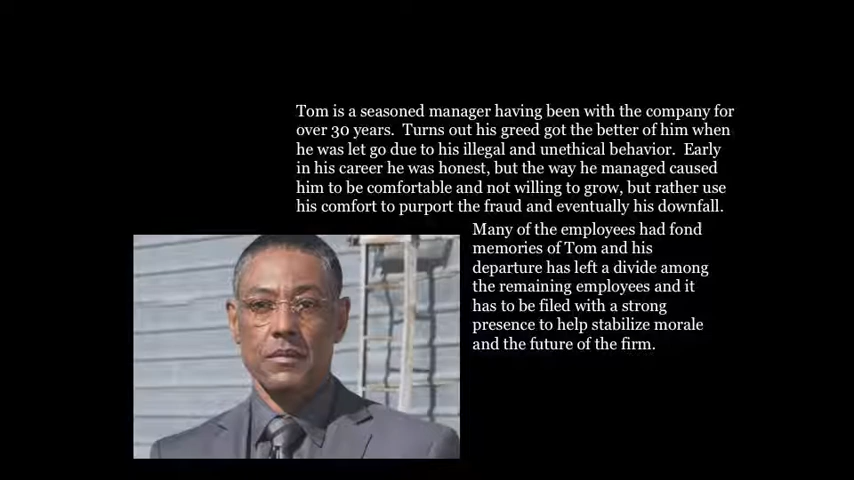 Tom is a seasoned manager having been with the company for
over 30 years.  Turns out his greed got the better of him when
he was let go due to his illegal and unethical behavior.  Early
in his career he was honest, but the way he managed caused
him to be comfortable and not willing to grow, but rather use
his comfort to purport the fraud and eventually his downfall.
Many of the employees had fond
memories of Tom and his
departure has left a divide among
the remaining employees and it
has to be filed with a strong
presence to help stabilize morale
and the future of the firm.